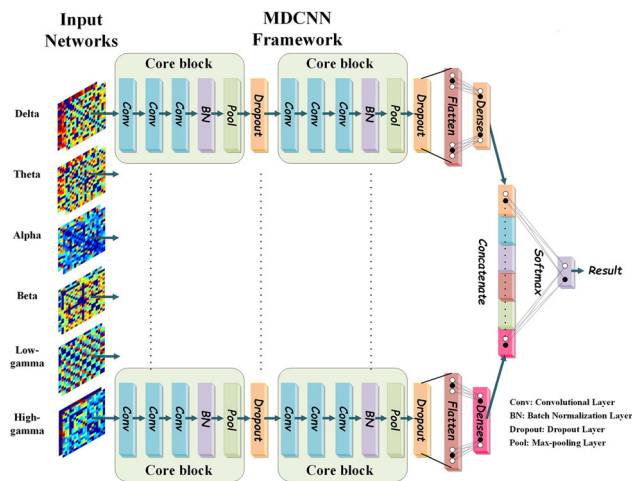 Input
Networks
MDCNN
Framework
Core block
Core block
Delta
Conv
Conv
Conv
BN
Pool
Dropout
Conv
Conv
Conv
BN
Pool
Dropout
Flatten
Dense
Theta
Alpha
Beta
Low-
gamma
High-
gamma
Concatenate
Softmax
Result
Conv
Conv
Conv
BN
Pool
Dropout
Conv
Conv
Conv
BN
Pool
Dropout
Flatten
Dense
Core block
Core block
Conv: Convolutional Layer
BN: Batch Normalization Layer
Dropout: Dropout Layer
Pool: Max-pooling Layer